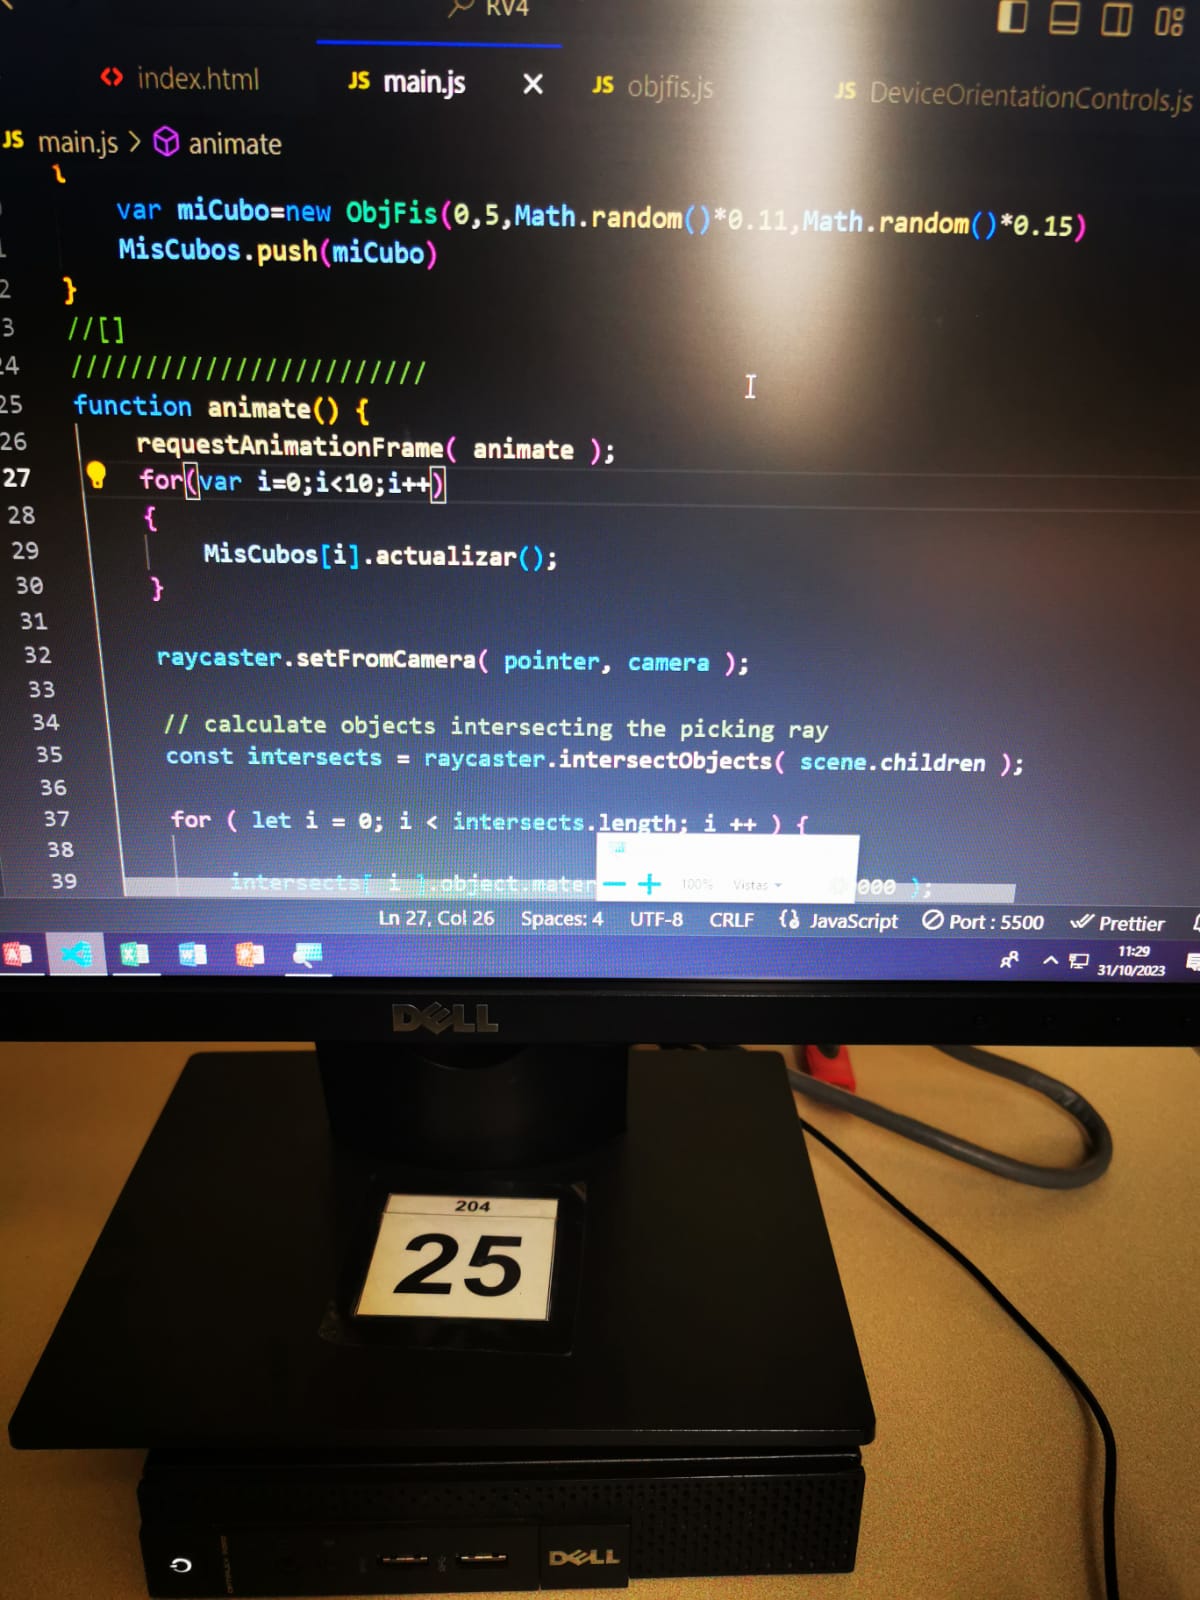 RV4
index.html
JS main.js
JS objfis.js
JS DeviceOrientationControls.js
JS main.js > animate
{
var miCubo=new ObjFis(0,5,Math.random()*0.11,Math.random()*0.15)
MisCubos.push(miCubo)
2 }
3 //[]
24 ////////////////////////
25 function animate() {
26 requestAnimationFrame( animate );
27 for(var i=0;i<10;i++)
28 {
29 MisCubos[i].actualizar();
30 }
31
32 raycaster.setFromCamera( pointer, camera );
33
34 // calculate objects intersecting the picking ray
35 const intersects = raycaster.intersectObjects( scene.children );
36
37 for ( let i = 0; i < intersects.length; i ++ ) {
38
39 intersects[ i ].object.mater 000 );
100% Vistas
Ln 27, Col 26 Spaces: 4 UTF-8 CRLF JavaScript Port : 5500 Prettier
11:29
31/10/2023
DELL
204
25
DELL